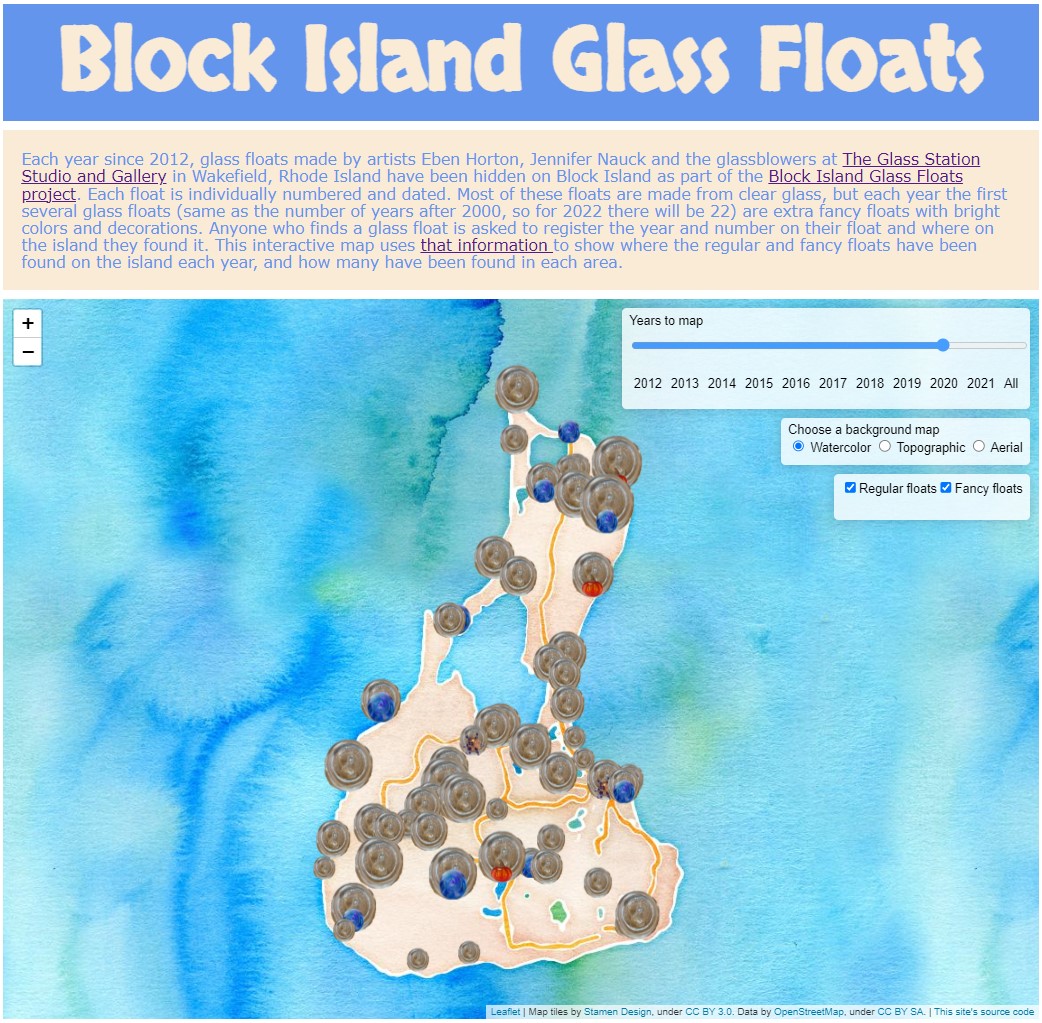 Block Island Glass Floats
Each year since 2012, glass floats made by artists Eben Horton, Jennifer Nauck and the glassblowers at The Glass Station
Studio and Gallery in Wakefield, Rhode Island have been hidden on Block Island as part of the Block Island Glass Floats
project. Each float is individually numbered and dated. Most of these floats are made from clear glass, but each year the first
several glass floats (same as the number of years after 2000, so for 2022 there will be 22) are extra fancy floats with bright
colors and decorations. Anyone who finds a glass float is asked to register the year and number on their float and where on
the island they found it. This interactive map uses that information to show where the regular and fancy floats have been
found on the island each year, and how many have been found in each area.
+
−
Years to map
2012 2013 2014 2015 2016 2017 2018 2019 2020 2021 All
Choose a background map
Watercolor Topographic Aerial
Regular floats Fancy floats
Leaflet | Map tiles by Stamen Design, under CC BY 3.0. Data by OpenStreetMap, under CC BY SA. | This site's source code